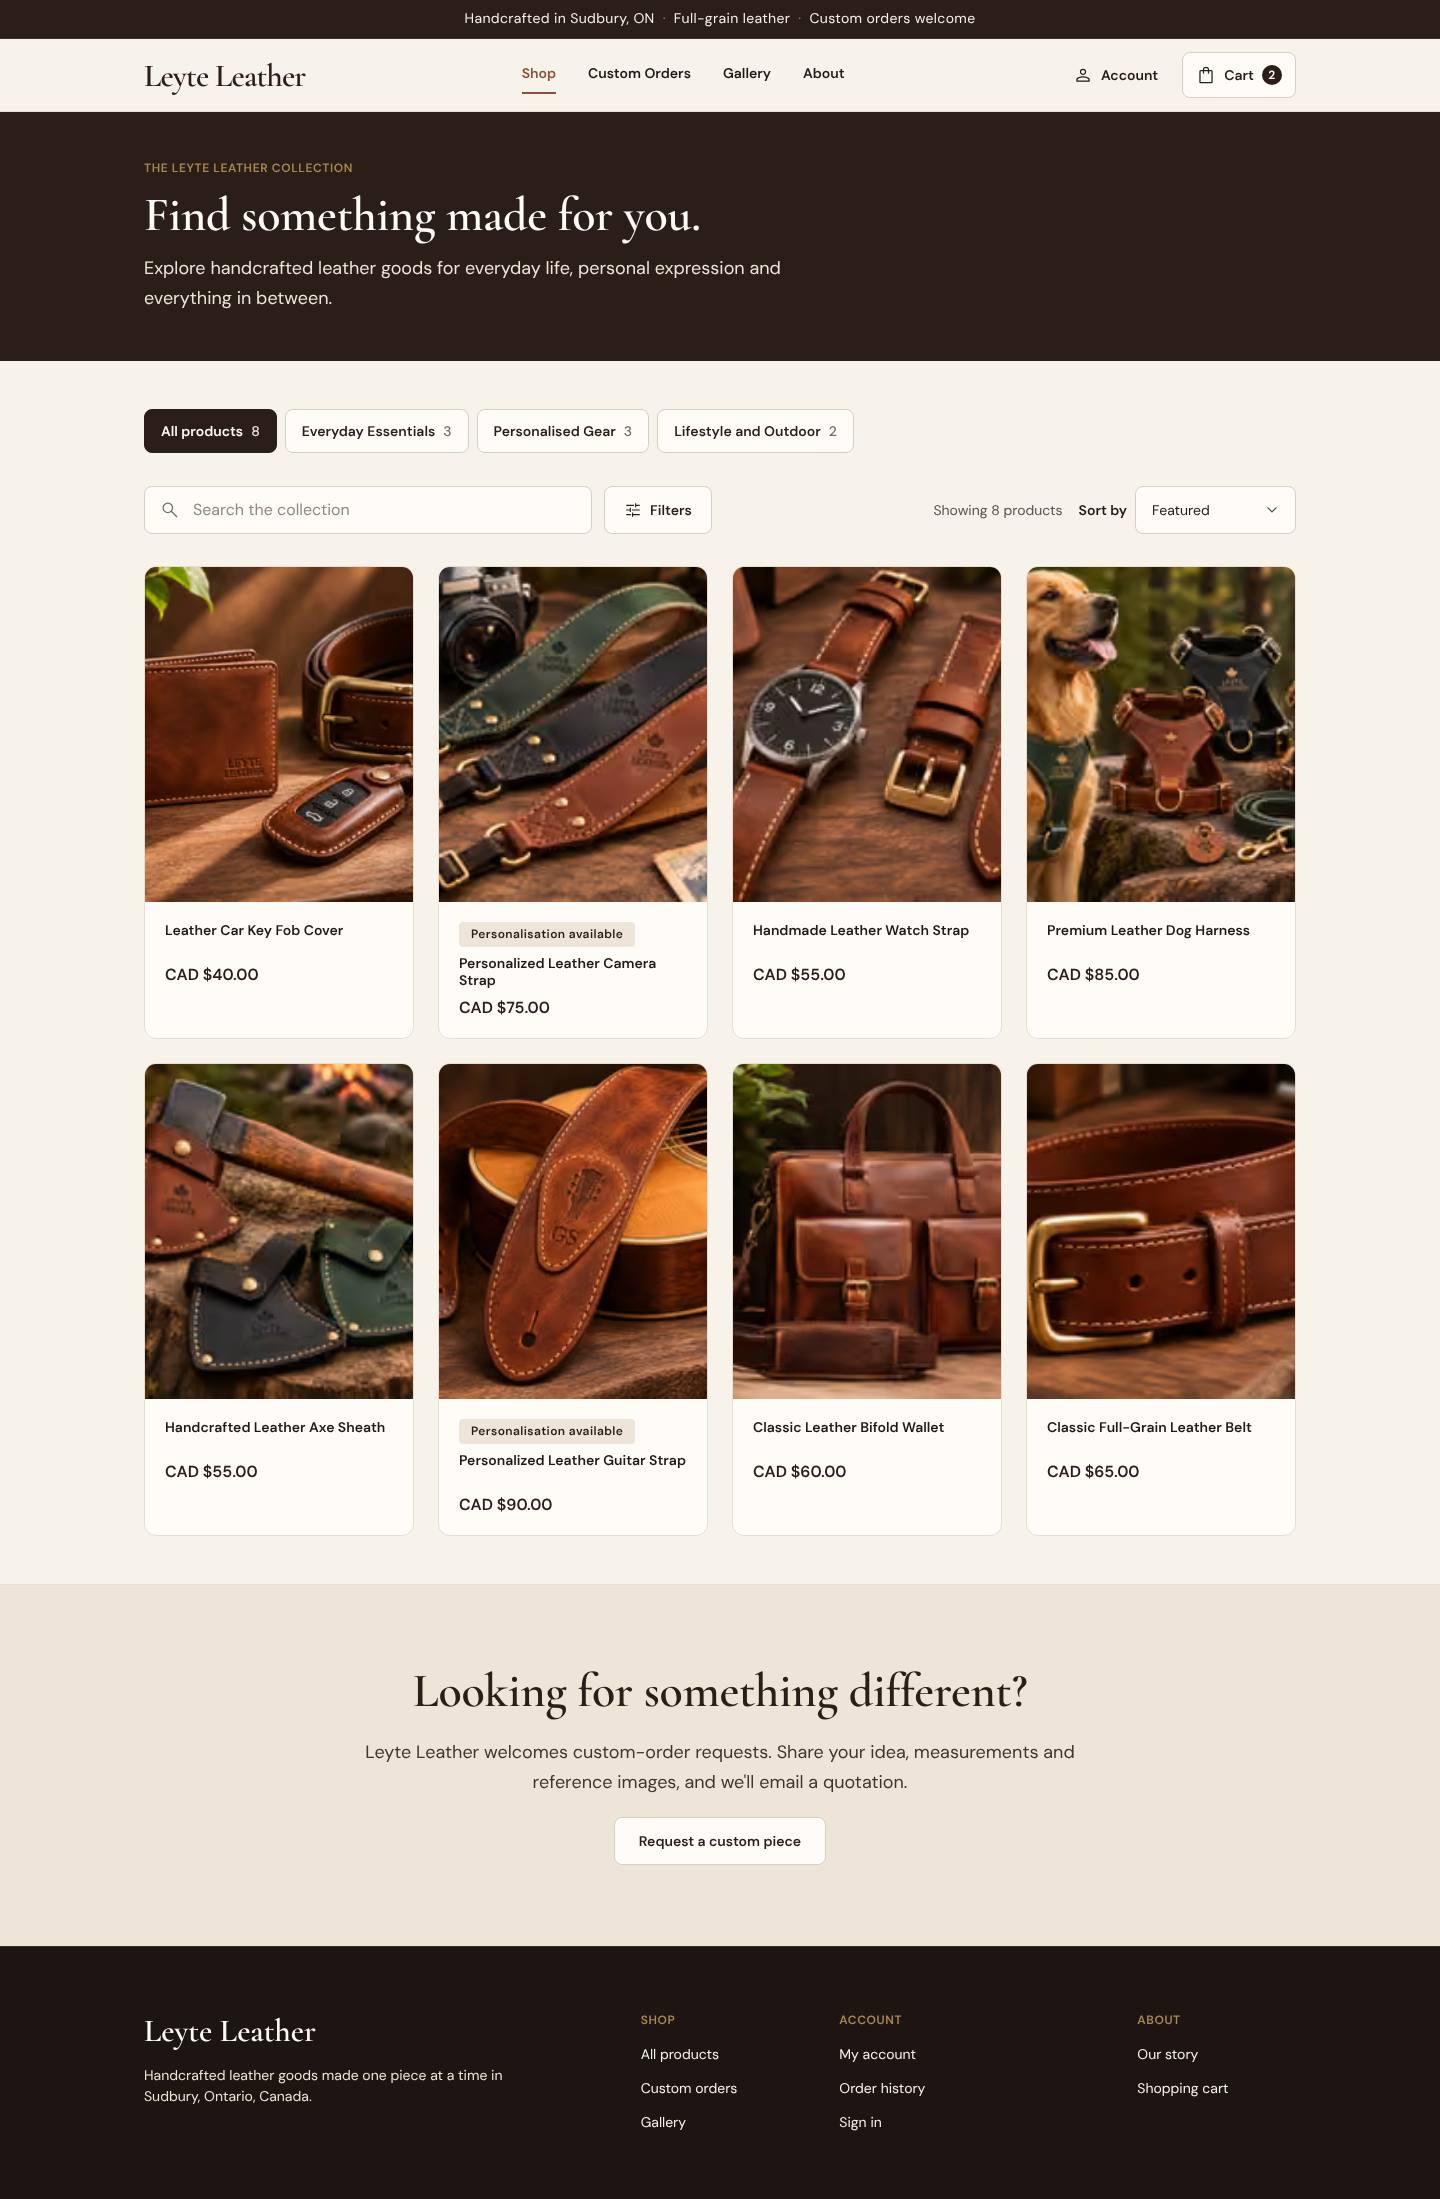 Handcrafted in Sudbury, ON · Full-grain leather · Custom orders welcome
Leyte Leather
Shop
Custom Orders
Gallery
About
Account
Cart 2
THE LEYTE LEATHER COLLECTION
Find something made for you.
Explore handcrafted leather goods for everyday life, personal expression and
everything in between.
All products 8
Everyday Essentials 3
Personalised Gear 3
Lifestyle and Outdoor 2
Search the collection
Filters
Showing 8 products
Sort by
Featured
LEYTE
LEATHER
12
3
6
9
LEYTE
GS
Leather Car Key Fob Cover
CAD $40.00
Personalisation available
Personalized Leather Camera
Strap
CAD $75.00
Handmade Leather Watch Strap
CAD $55.00
Premium Leather Dog Harness
CAD $85.00
Handcrafted Leather Axe Sheath
CAD $55.00
Personalisation available
Personalized Leather Guitar Strap
CAD $90.00
Classic Leather Bifold Wallet
CAD $60.00
Classic Full-Grain Leather Belt
CAD $65.00
Looking for something different?
Leyte Leather welcomes custom-order requests. Share your idea, measurements and
reference images, and we'll email a quotation.
Request a custom piece
Leyte Leather
Handcrafted leather goods made one piece at a time in
Sudbury, Ontario, Canada.
SHOP
All products
Custom orders
Gallery
ACCOUNT
My account
Order history
Sign in
ABOUT
Our story
Shopping cart